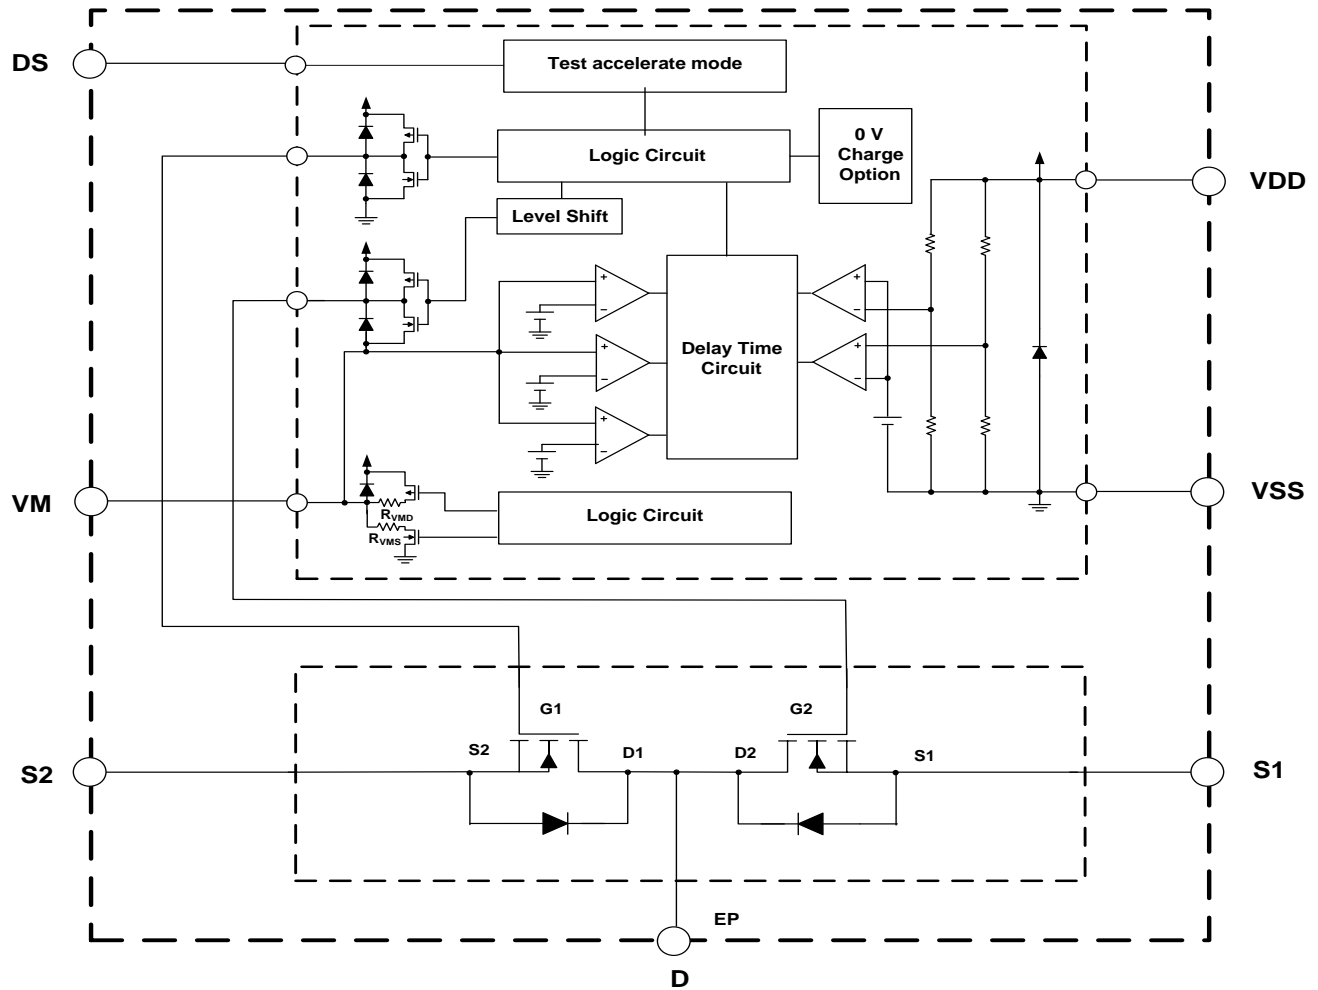 DS
Test accelerate mode
0 V
Charge
Option
Logic Circuit
VDD
Level Shift
+
−
+
−
Delay Time
Circuit
+
−
+
−
+
−
VM
VSS
RVMD
RVMS
Logic Circuit
G1
G2
S2
D1
D2
S1
S2
S1
EP
D